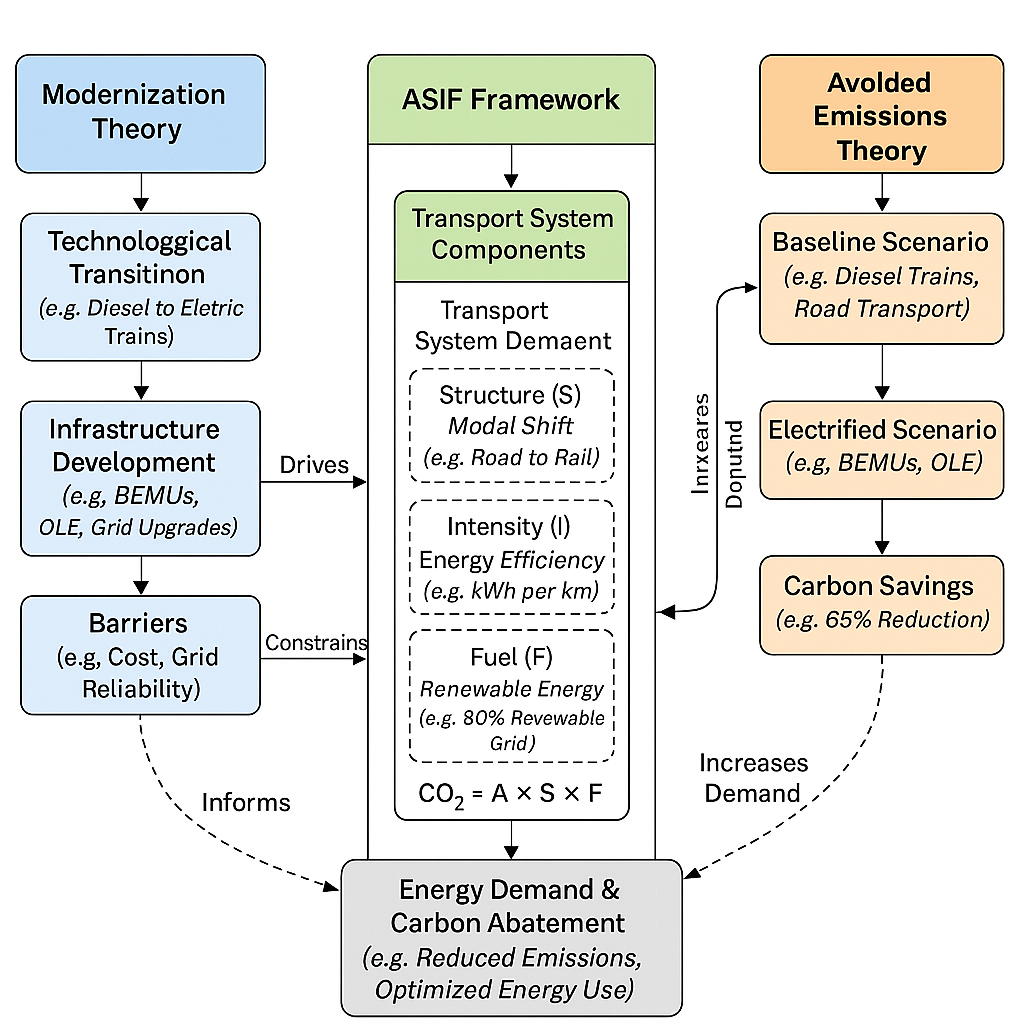 Modernization
Theory
Technologgical
Transitinon
(e.g. Diesel to Eletric
Trains)
Infrastructure
Development
(e.g, BEMUs,
OLE, Grid Upgrades)
Barriers
(e.g, Cost, Grid
Reliability)
Drives
Constrains
Informs
ASIF Framework
Transport System
Components
Transport
System Demaent
Structure (S)
Modal Shift
(e.g. Road to Rail)
Intensity (I)
Energy Efficiency
(e.g. kWh per km)
Fuel (F)
Renewable Energy
(e.g. 80% Revewable
Grid)
CO₂ = A × S × F
Energy Demand &
Carbon Abatement
(e.g. Reduced Emissions,
Optimized Energy Use)
Avolded
Emissions
Theory
Baseline Scenario
(e.g. Diesel Trains,
Road Transport)
Electrified Scenario
(e.g, BEMUs, OLE)
Carbon Savings
(e.g. 65% Reduction)
Inrxeares
Doputnd
Increases
Demand